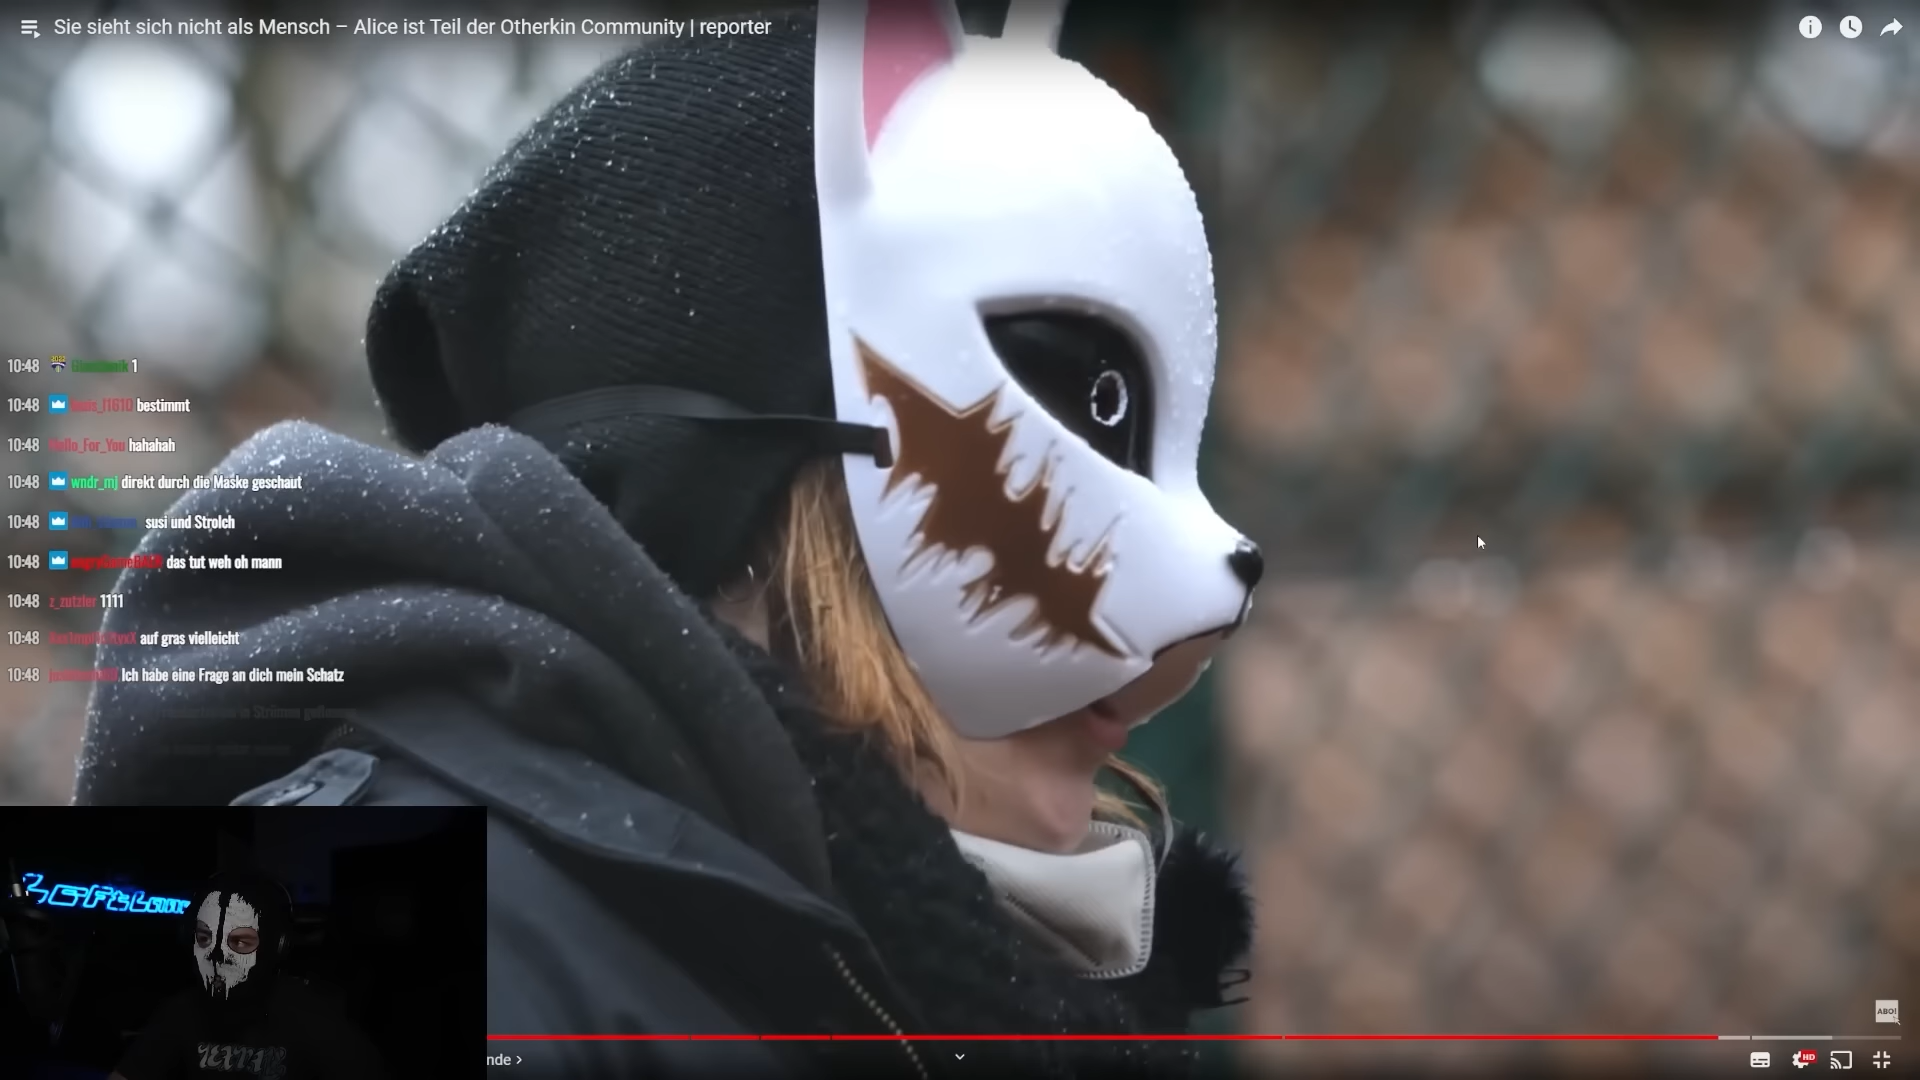 Sie sieht sich nicht als Mensch – Alice ist Teil der Otherkin Community | reporter
10:48 1
10:48 bestimmt
10:48 Hello_For_You hahahah
10:48 wndr_mj direkt durch die Maske geschaut
10:48 susi und Strolch
10:48 das tut weh oh mann
10:48 z_zutzler 1111
10:48 auf gras vielleicht
10:48 Ich habe eine Frage an dich mein Schatz
ABO!
nde >
HD